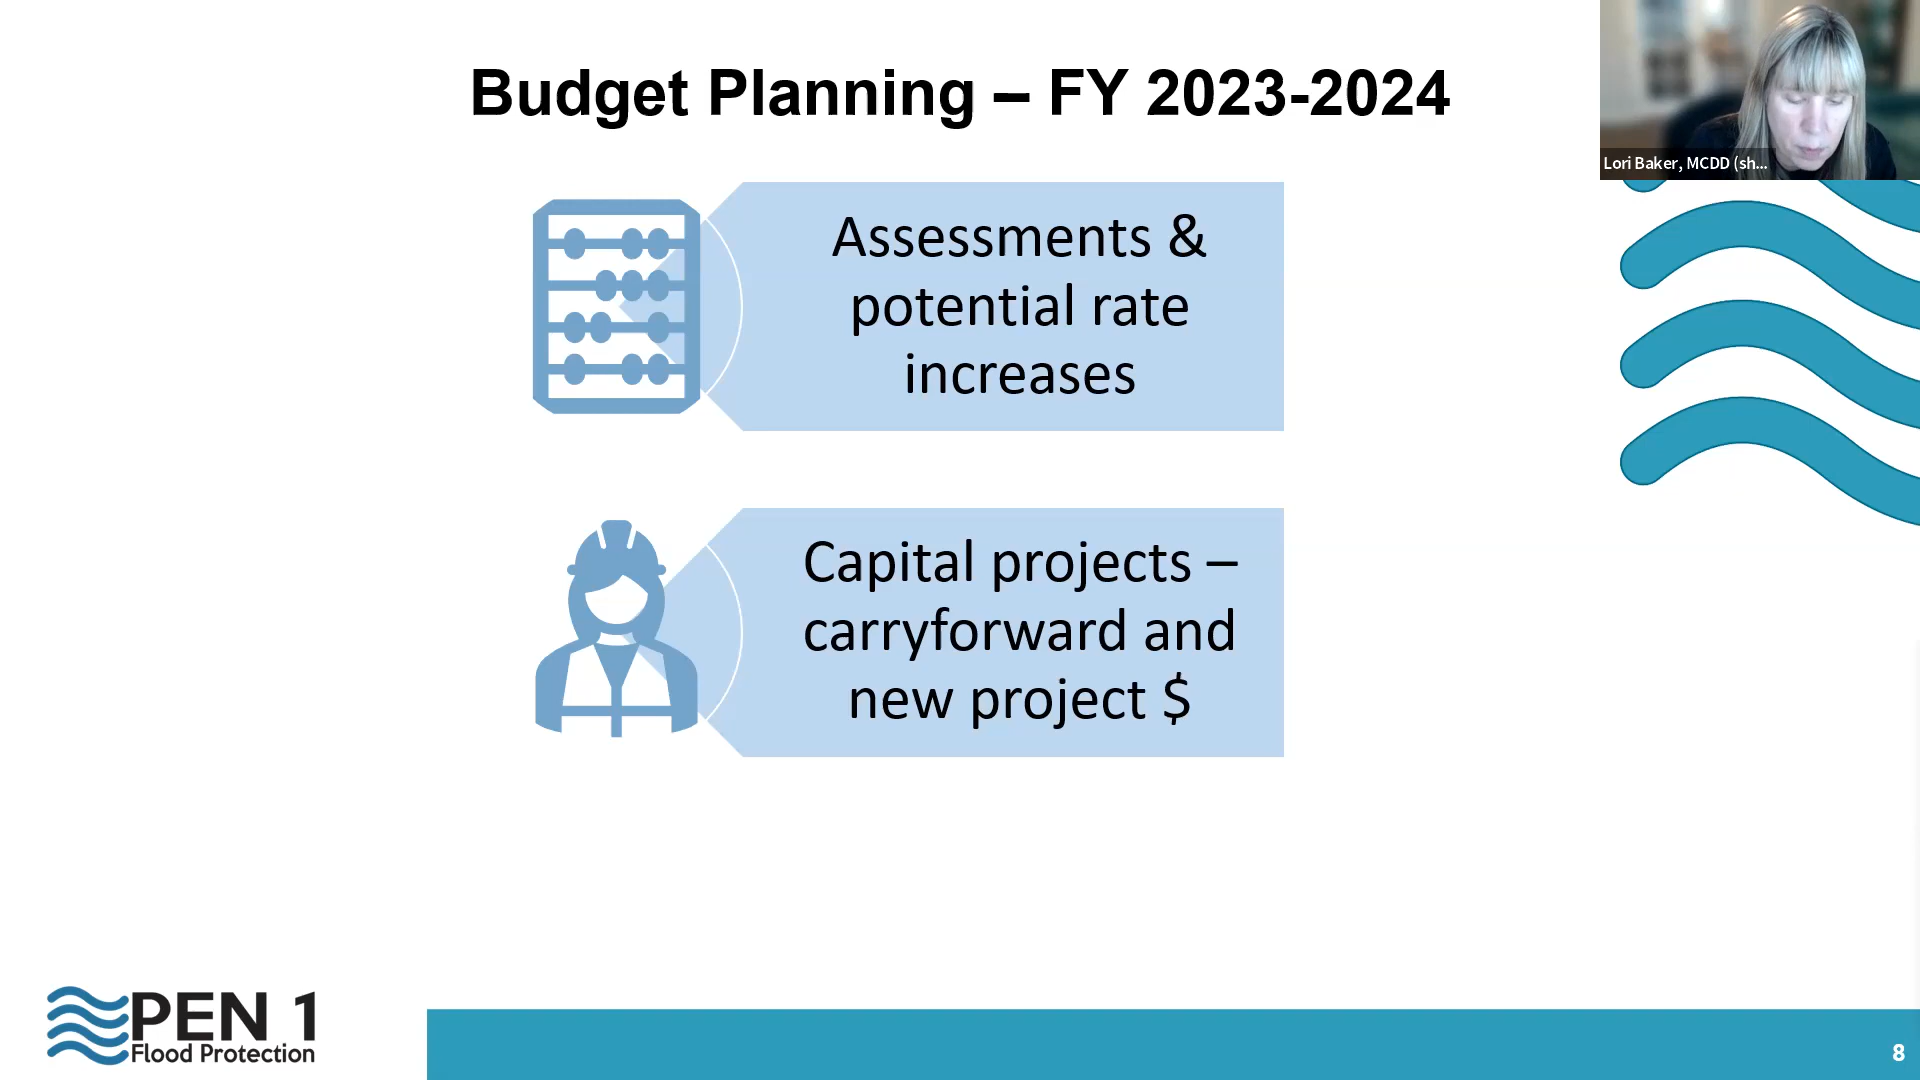 Budget Planning – FY 2023-2024
Lori Baker, MCDD (sh...
Assessments &
potential rate
increases
Capital projects –
carryforward and
new project $
PEN 1
Flood Protection
8